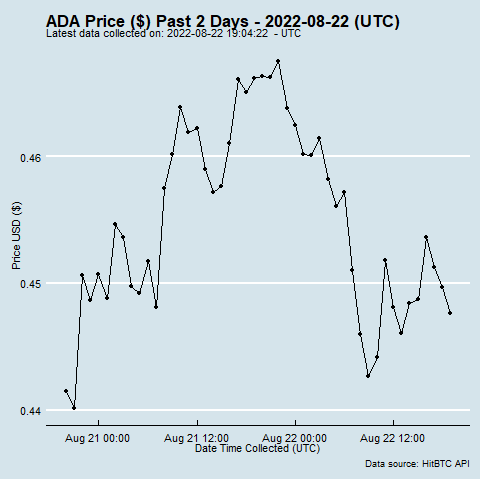 ADA Price ($) Past 2 Days - 2022-08-22 (UTC)
Latest data collected on: 2022-08-22 19:04:22 - UTC
Price USD ($)
0.46
0.45
0.44
Aug 21 00:00 Aug 21 12:00 Aug 22 00:00 Aug 22 12:00
Date Time Collected (UTC)
Data source: HitBTC API